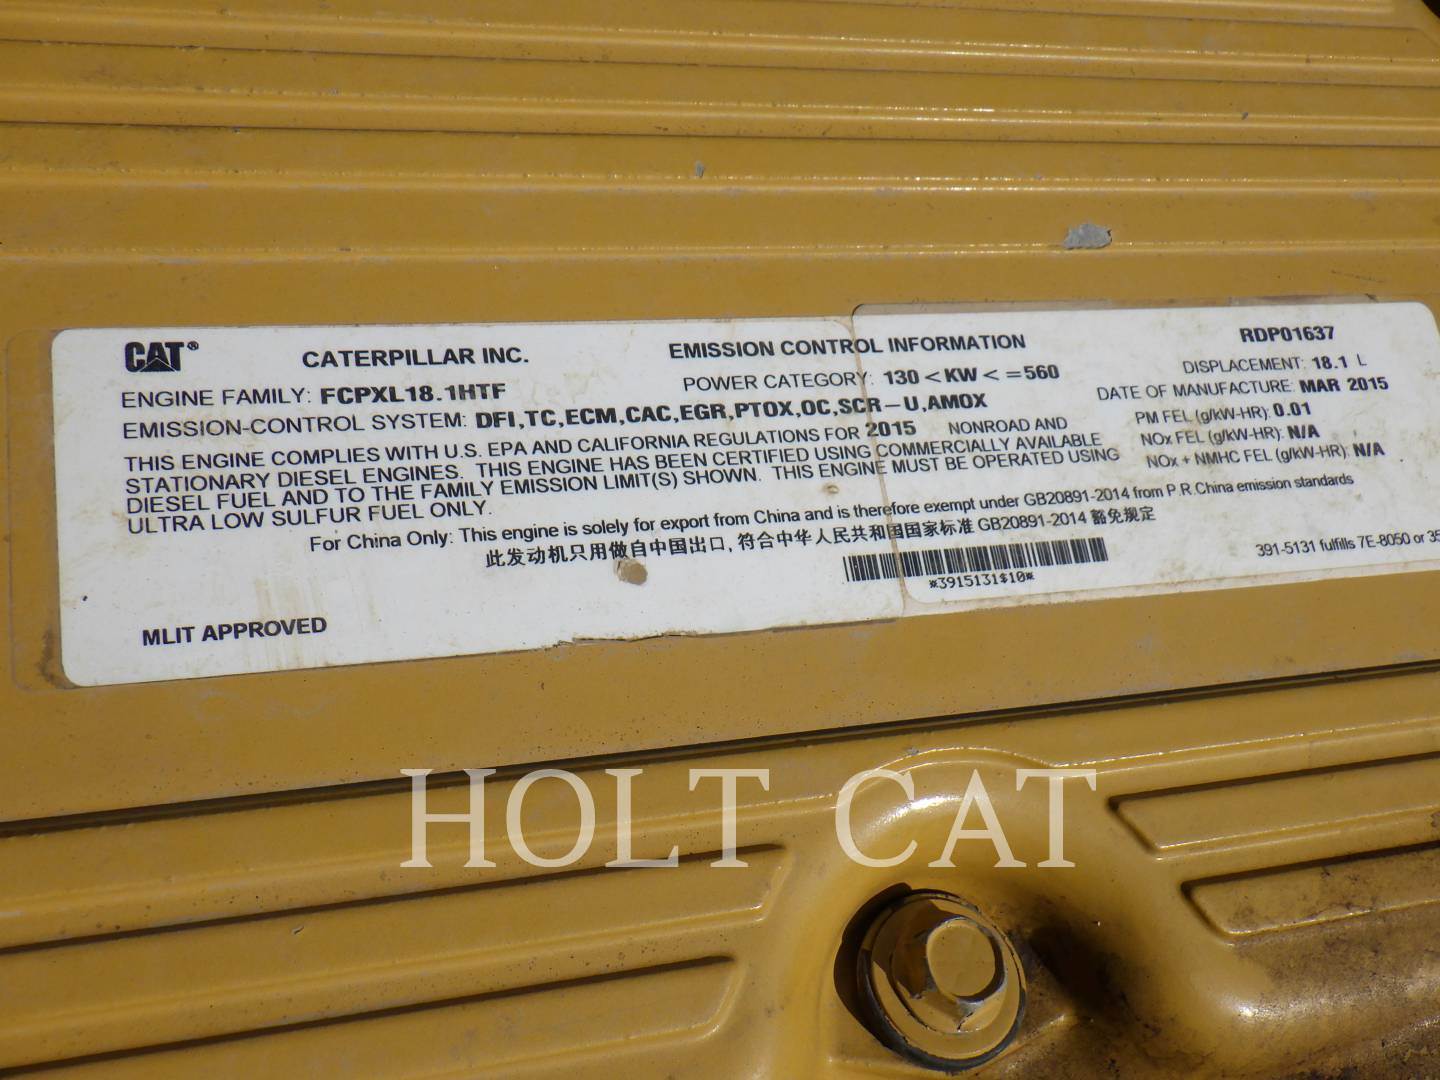 CAT® CATERPILLAR INC. EMISSION CONTROL INFORMATION RDP01637
ENGINE FAMILY: FCPXL18.1HTF POWER CATEGORY: 130 < KW < =560 DISPLACEMENT: 18.1 L
EMISSION-CONTROL SYSTEM: DFI,TC,ECM,CAC,EGR,PTOX,OC,SCR-U,AMOX DATE OF MANUFACTURE: MAR 2015
THIS ENGINE COMPLIES WITH U.S. EPA AND CALIFORNIA REGULATIONS FOR 2015 NONROAD AND PM FEL (g/kW-HR): 0.01
STATIONARY DIESEL ENGINES. THIS ENGINE HAS BEEN CERTIFIED USING COMMERCIALLY AVAILABLE NOx FEL (g/kW-HR): N/A
DIESEL FUEL AND TO THE FAMILY EMISSION LIMIT(S) SHOWN. THIS ENGINE MUST BE OPERATED USING NOx + NMHC FEL (g/kW-HR): N/A
ULTRA LOW SULFUR FUEL ONLY.
For China Only: This engine is solely for export from China and is therefore exempt under GB20891-2014 from P.R.China emission standards
此发动机只用做自中国出口, 符合中华人民共和国国家标准 GB20891-2014 豁免规定
*3915131$10*
391-5131 fulfills 7E-8050 or 35
MLIT APPROVED
HOLT CAT